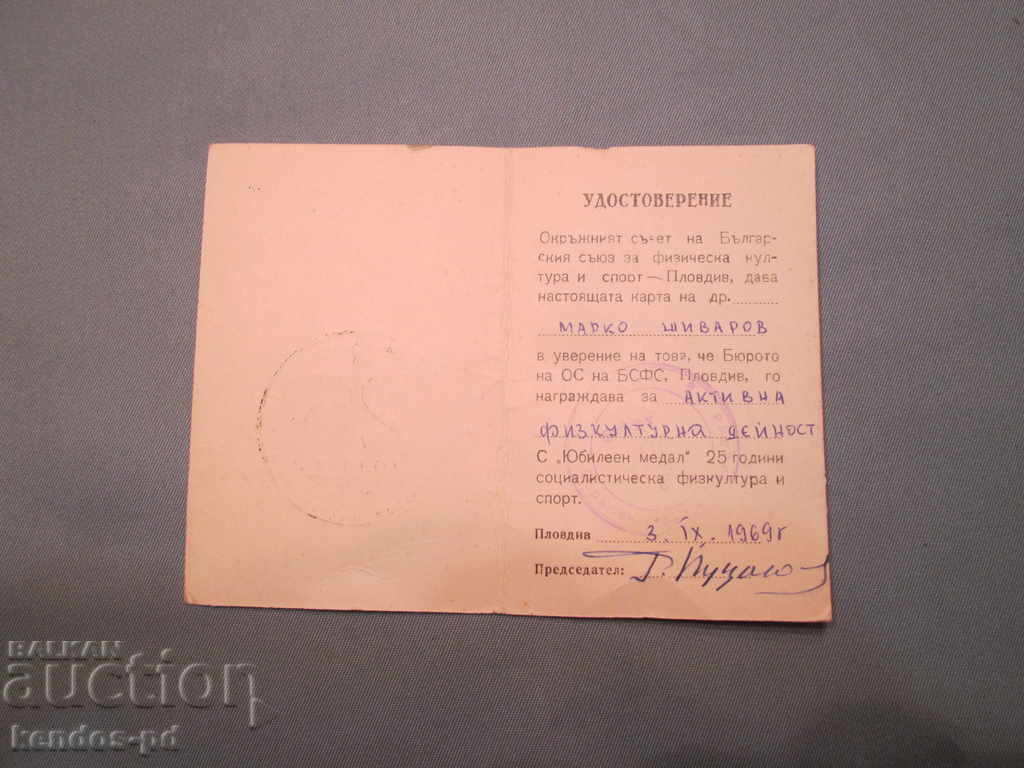 УДОСТОВЕРЕНИЕ
Окръжният съвет на Българ-
ския съюз за физическа кул-
тура и спорт — Пловдив, дава
настоящата карта на др.
МАРКО ШИВАРОВ
в уверение на това, че Бюрото
на ОС на БСФС, Пловдив, го
награждава за АКТИВНА
ФИЗКУЛТУРНА ДЕЙНОСТ
С „Юбилеен медал" 25 години
социалистическа физкултура и
спорт.
Пловдив 3. IX. 1969г
Председател:
BALKAN
auction
kendos-pd